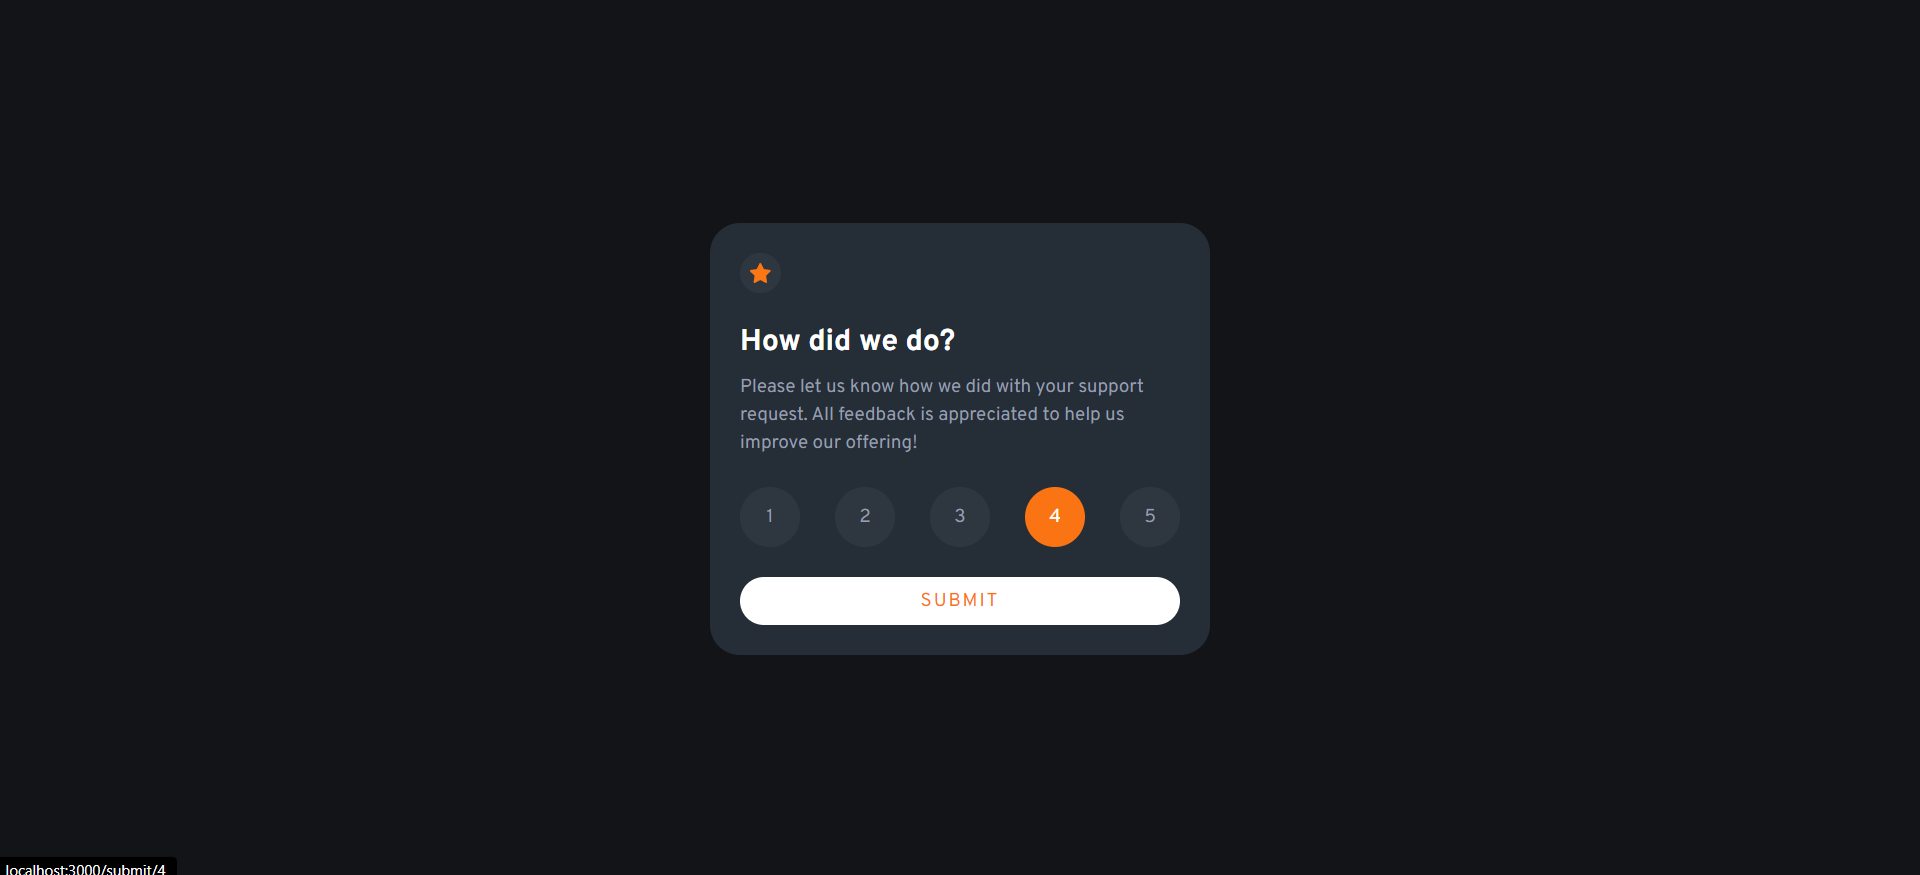 How did we do?
Please let us know how we did with your support
request. All feedback is appreciated to help us
improve our offering!
1 2 3 4 5
SUBMIT
localhost:3000/submit/4